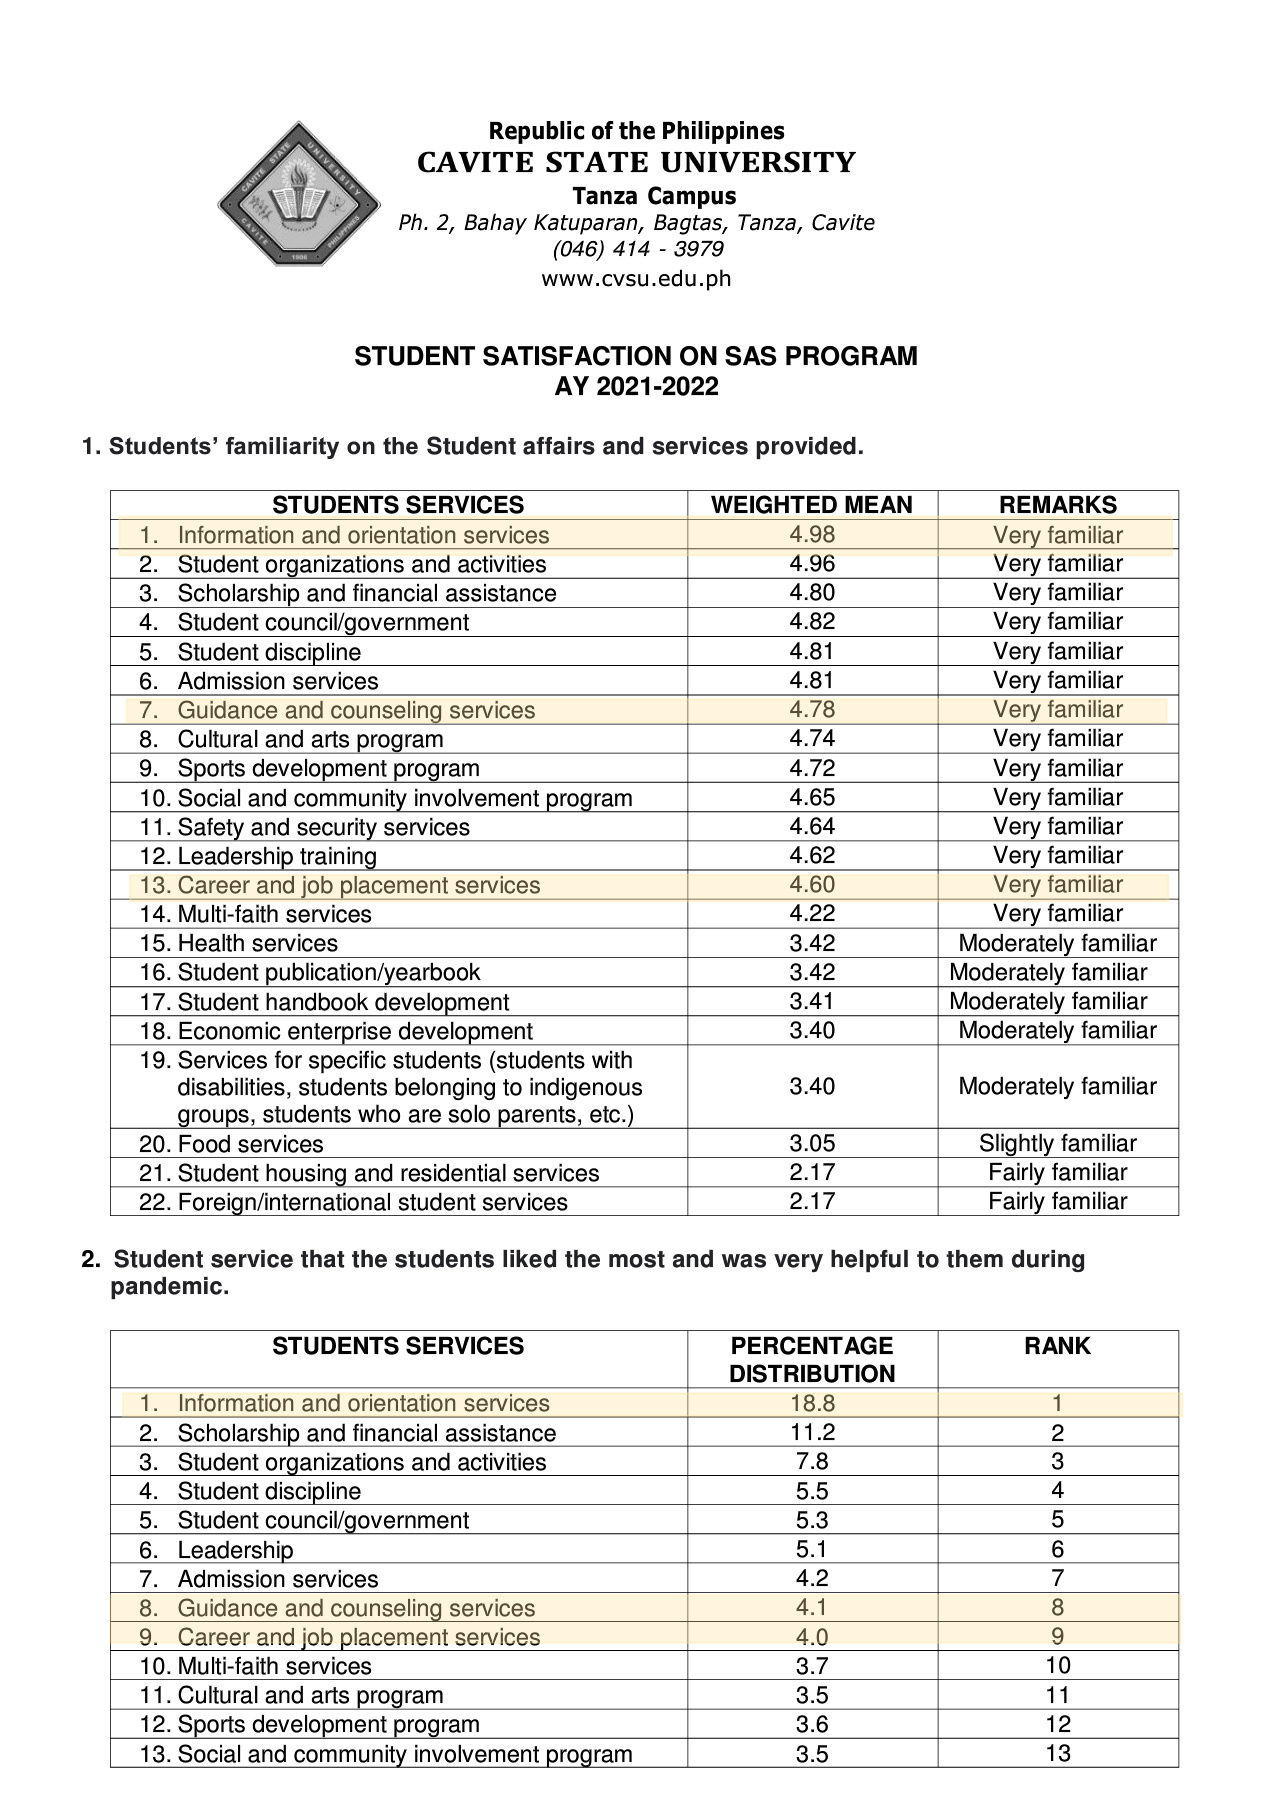 CAVITE STATE UNIVERSITY
CAVITE PHILIPPINES
1906
Republic of the Philippines
CAVITE STATE UNIVERSITY
Tanza Campus
Ph. 2, Bahay Katuparan, Bagtas, Tanza, Cavite
(046) 414 - 3979
www.cvsu.edu.ph
STUDENT SATISFACTION ON SAS PROGRAM
AY 2021-2022
1. Students’ familiarity on the Student affairs and services provided.
STUDENTS SERVICES WEIGHTED MEAN REMARKS
1. Information and orientation services 4.98 Very familiar
2. Student organizations and activities 4.96 Very familiar
3. Scholarship and financial assistance 4.80 Very familiar
4. Student council/government 4.82 Very familiar
5. Student discipline 4.81 Very familiar
6. Admission services 4.81 Very familiar
7. Guidance and counseling services 4.78 Very familiar
8. Cultural and arts program 4.74 Very familiar
9. Sports development program 4.72 Very familiar
10. Social and community involvement program 4.65 Very familiar
11. Safety and security services 4.64 Very familiar
12. Leadership training 4.62 Very familiar
13. Career and job placement services 4.60 Very familiar
14. Multi-faith services 4.22 Very familiar
15. Health services 3.42 Moderately familiar
16. Student publication/yearbook 3.42 Moderately familiar
17. Student handbook development 3.41 Moderately familiar
18. Economic enterprise development 3.40 Moderately familiar
19. Services for specific students (students with
disabilities, students belonging to indigenous 3.40 Moderately familiar
groups, students who are solo parents, etc.)
20. Food services 3.05 Slightly familiar
21. Student housing and residential services 2.17 Fairly familiar
22. Foreign/international student services 2.17 Fairly familiar
2. Student service that the students liked the most and was very helpful to them during
pandemic.
STUDENTS SERVICES PERCENTAGE RANK
DISTRIBUTION
1. Information and orientation services 18.8 1
2. Scholarship and financial assistance 11.2 2
3. Student organizations and activities 7.8 3
4. Student discipline 5.5 4
5. Student council/government 5.3 5
6. Leadership 5.1 6
7. Admission services 4.2 7
8. Guidance and counseling services 4.1 8
9. Career and job placement services 4.0 9
10. Multi-faith services 3.7 10
11. Cultural and arts program 3.5 11
12. Sports development program 3.6 12
13. Social and community involvement program 3.5 13